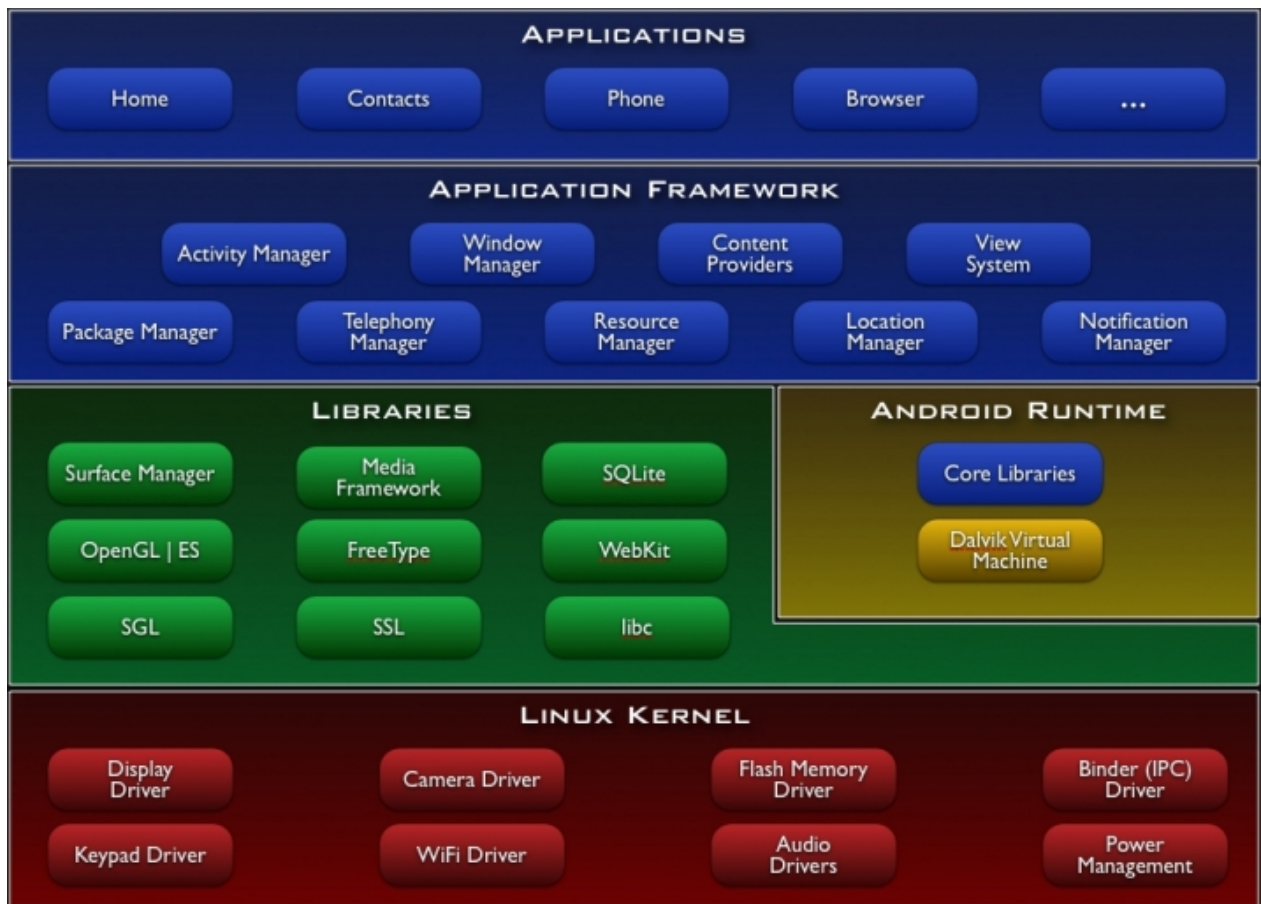 APPLICATIONS
Home
Contacts
Phone
Browser
...
APPLICATION FRAMEWORK
Activity Manager
Window
Manager
Content
Providers
View
System
Package Manager
Telephony
Manager
Resource
Manager
Location
Manager
Notification
Manager
LIBRARIES
Surface Manager
Media
Framework
SQLite
OpenGL | ES
FreeType
WebKit
SGL
SSL
libc
ANDROID RUNTIME
Core Libraries
Dalvik Virtual
Machine
LINUX KERNEL
Display
Driver
Camera Driver
Flash Memory
Driver
Binder (IPC)
Driver
Keypad Driver
WiFi Driver
Audio
Drivers
Power
Management